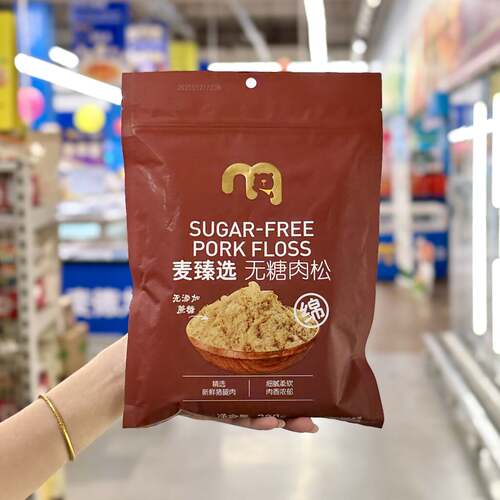 SUGAR-FREE
PORK FLOSS
麦臻选 无糖肉松
无添加
蔗糖
绵
精选
新鲜猪腿肉
细腻柔软
肉香浓郁